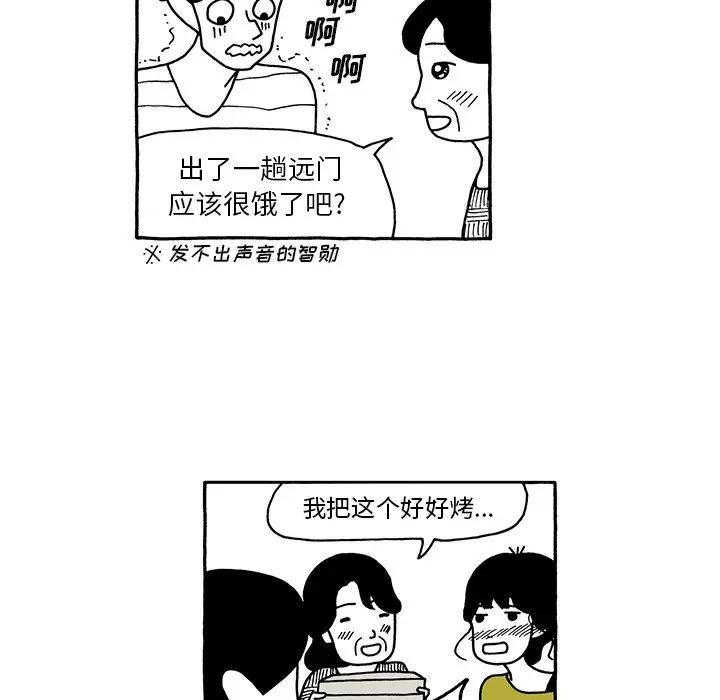 啊
啊
啊
出了一趟远门
应该很饿了吧?
※ 发不出声音的智勋
我把这个好好烤...